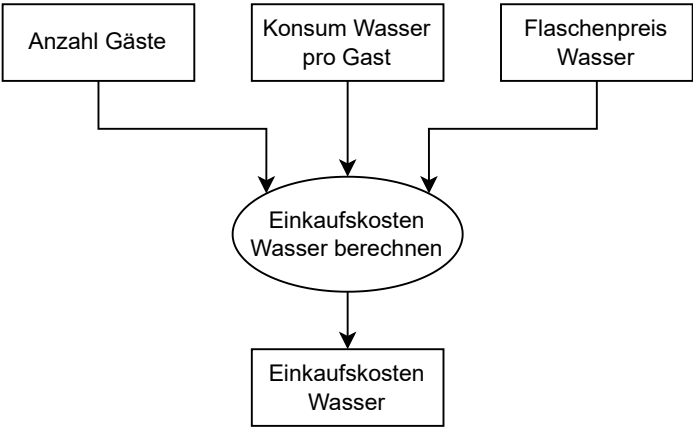 Anzahl Gäste
Konsum Wasser
pro Gast
Flaschenpreis
Wasser
Einkaufskosten
Wasser berechnen
Einkaufskosten
Wasser